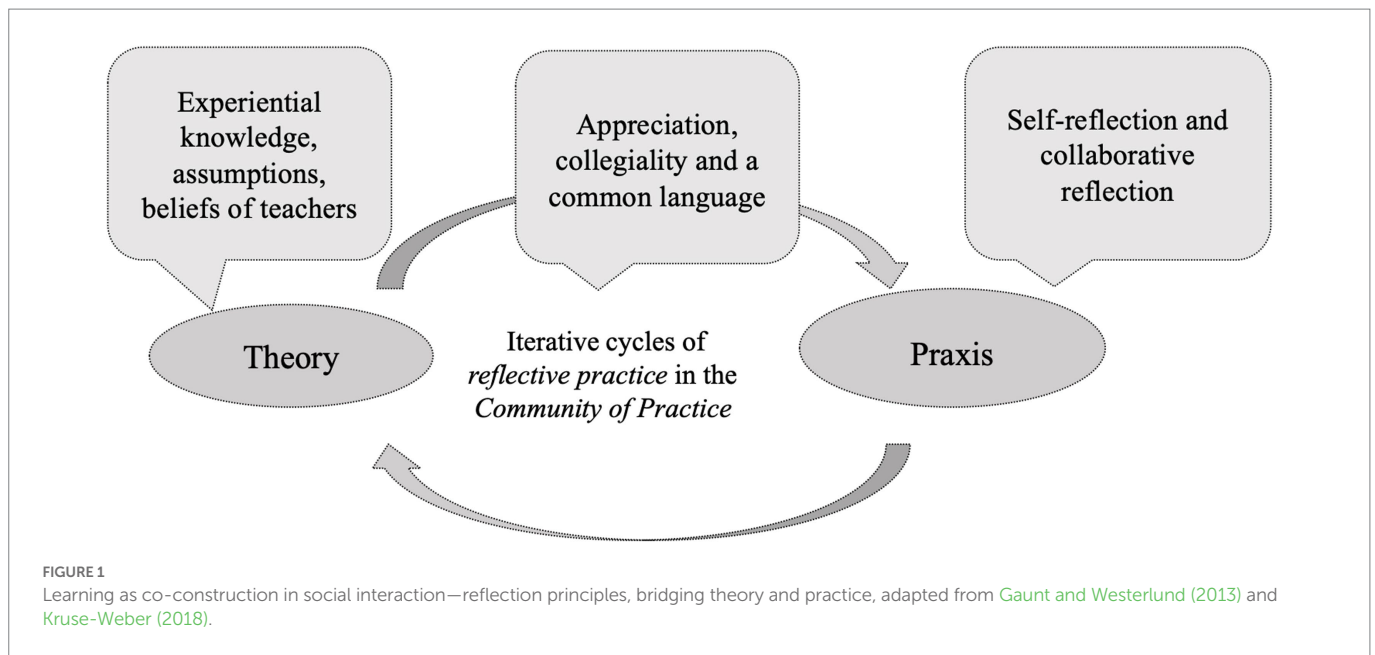 Experiential
knowledge,
assumptions,
beliefs of teachers
Appreciation,
collegiality and a
common language
Self-reflection and
collaborative
reflection
Theory
Iterative cycles of
reflective practice in the
Community of Practice
Praxis
FIGURE 1
Learning as co-construction in social interaction—reflection principles, bridging theory and practice, adapted from Gaunt and Westerlund (2013) and
Kruse-Weber (2018).